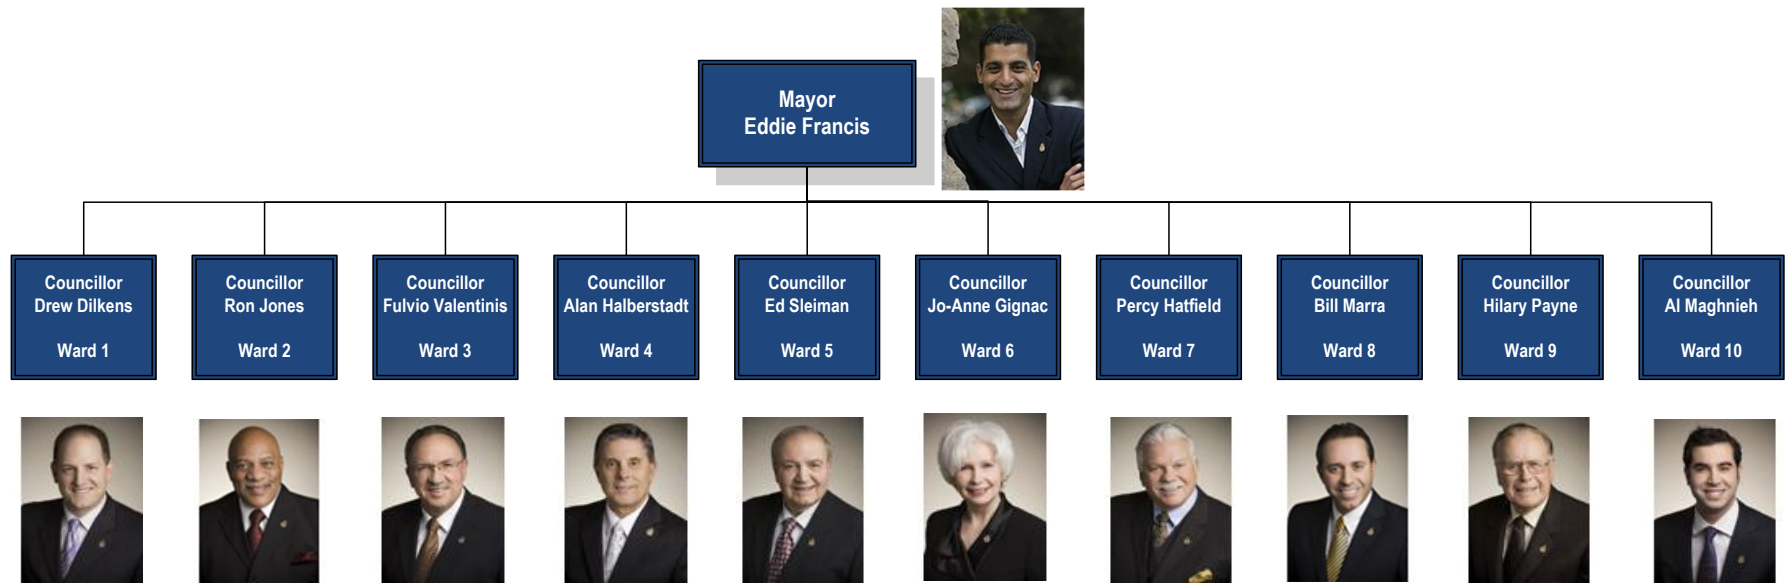 Mayor
Eddie Francis
Councillor
Drew Dilkens
Ward 1
Councillor
Ron Jones
Ward 2
Councillor
Fulvio Valentinis
Ward 3
Councillor
Alan Halberstadt
Ward 4
Councillor
Ed Sleiman
Ward 5
Councillor
Jo-Anne Gignac
Ward 6
Councillor
Percy Hatfield
Ward 7
Councillor
Bill Marra
Ward 8
Councillor
Hilary Payne
Ward 9
Councillor
Al Maghnieh
Ward 10